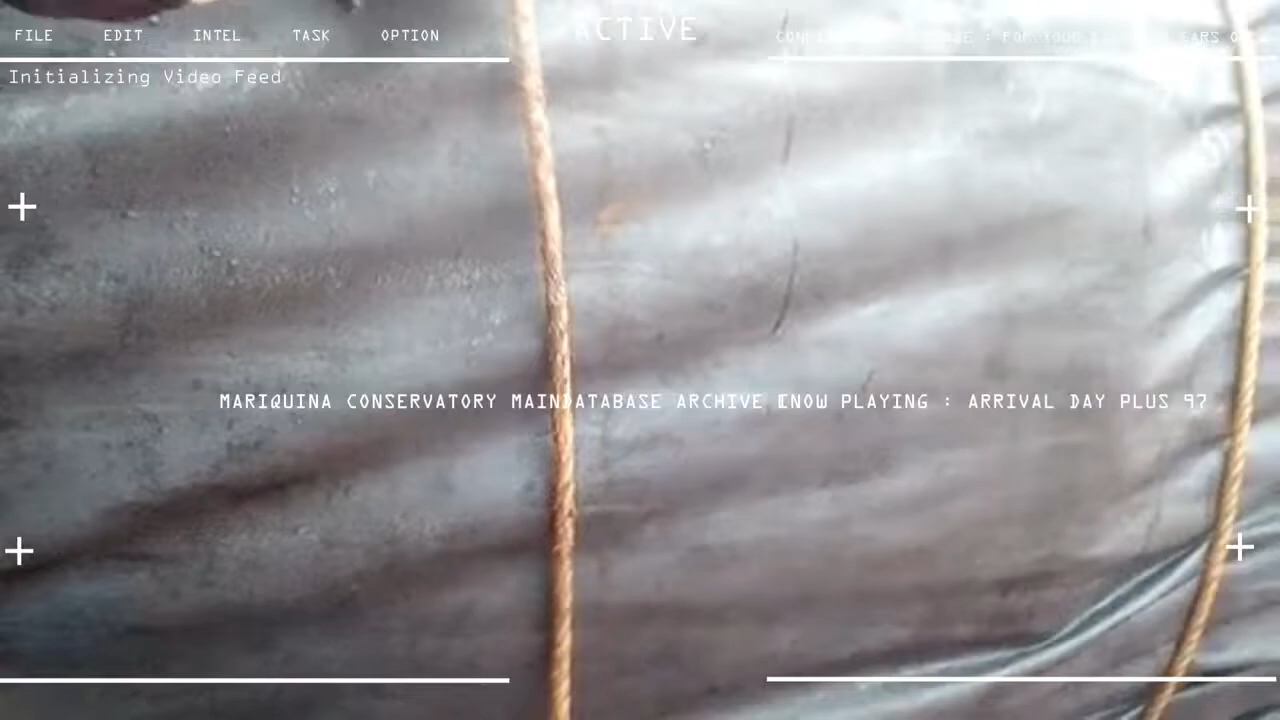 FILE EDIT INTEL TASK OPTION
ACTIVE
Initializing Video Feed
MARIQUINA CONSERVATORY MAINDATABASE ARCHIVE NOW PLAYING : ARRIVAL DAY PLUS 97